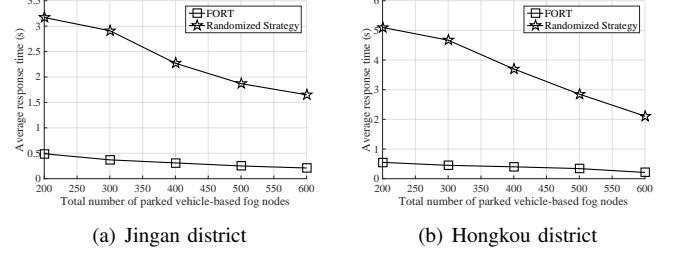 3.5
3
2.5
2
1.5
1
0.5
0
FORT
Randomized Strategy
200 250 300 350 400 450 500 550 600
Average response time (s)
Total number of parked vehicle-based fog nodes
(a) Jingan district
6
5
4
3
2
1
0
FORT
Randomized Strategy
200 250 300 350 400 450 500 550 600
Average response time (s)
Total number of parked vehicle-based fog nodes
(b) Hongkou district